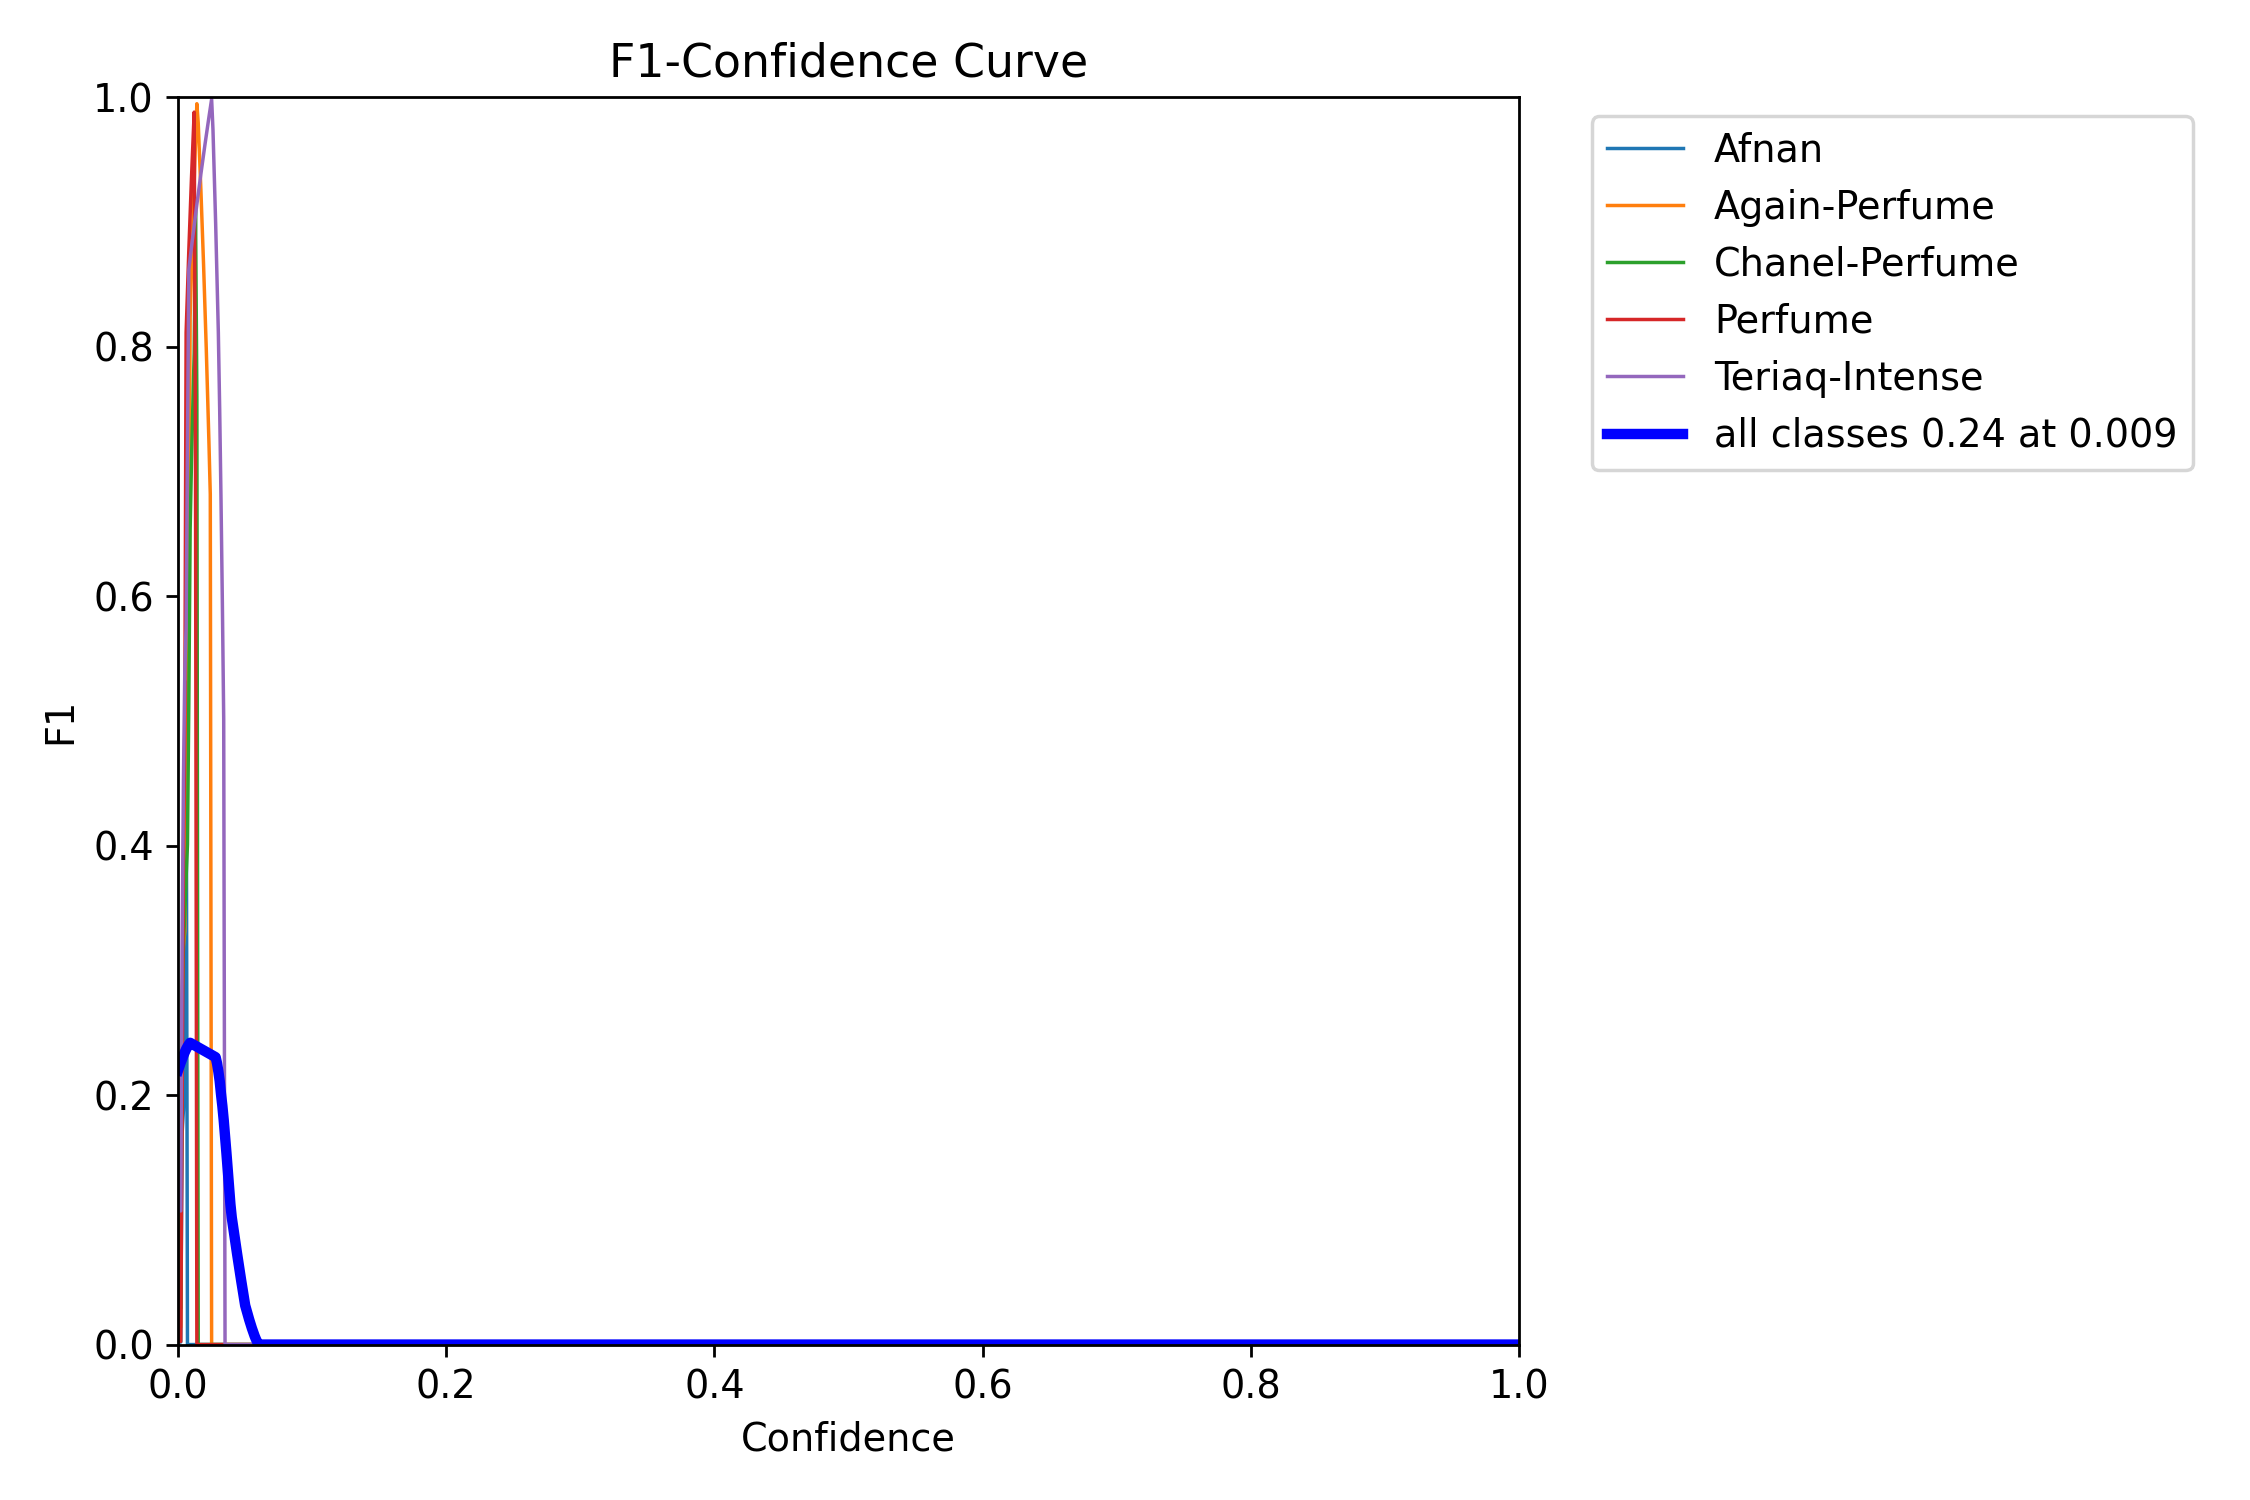 F1-Confidence Curve
1.0
0.8
0.6
0.4
0.2
0.0
F1
0.0 0.2 0.4 0.6 0.8 1.0
Confidence
Afnan
Again-Perfume
Chanel-Perfume
Perfume
Teriaq-Intense
all classes 0.24 at 0.009